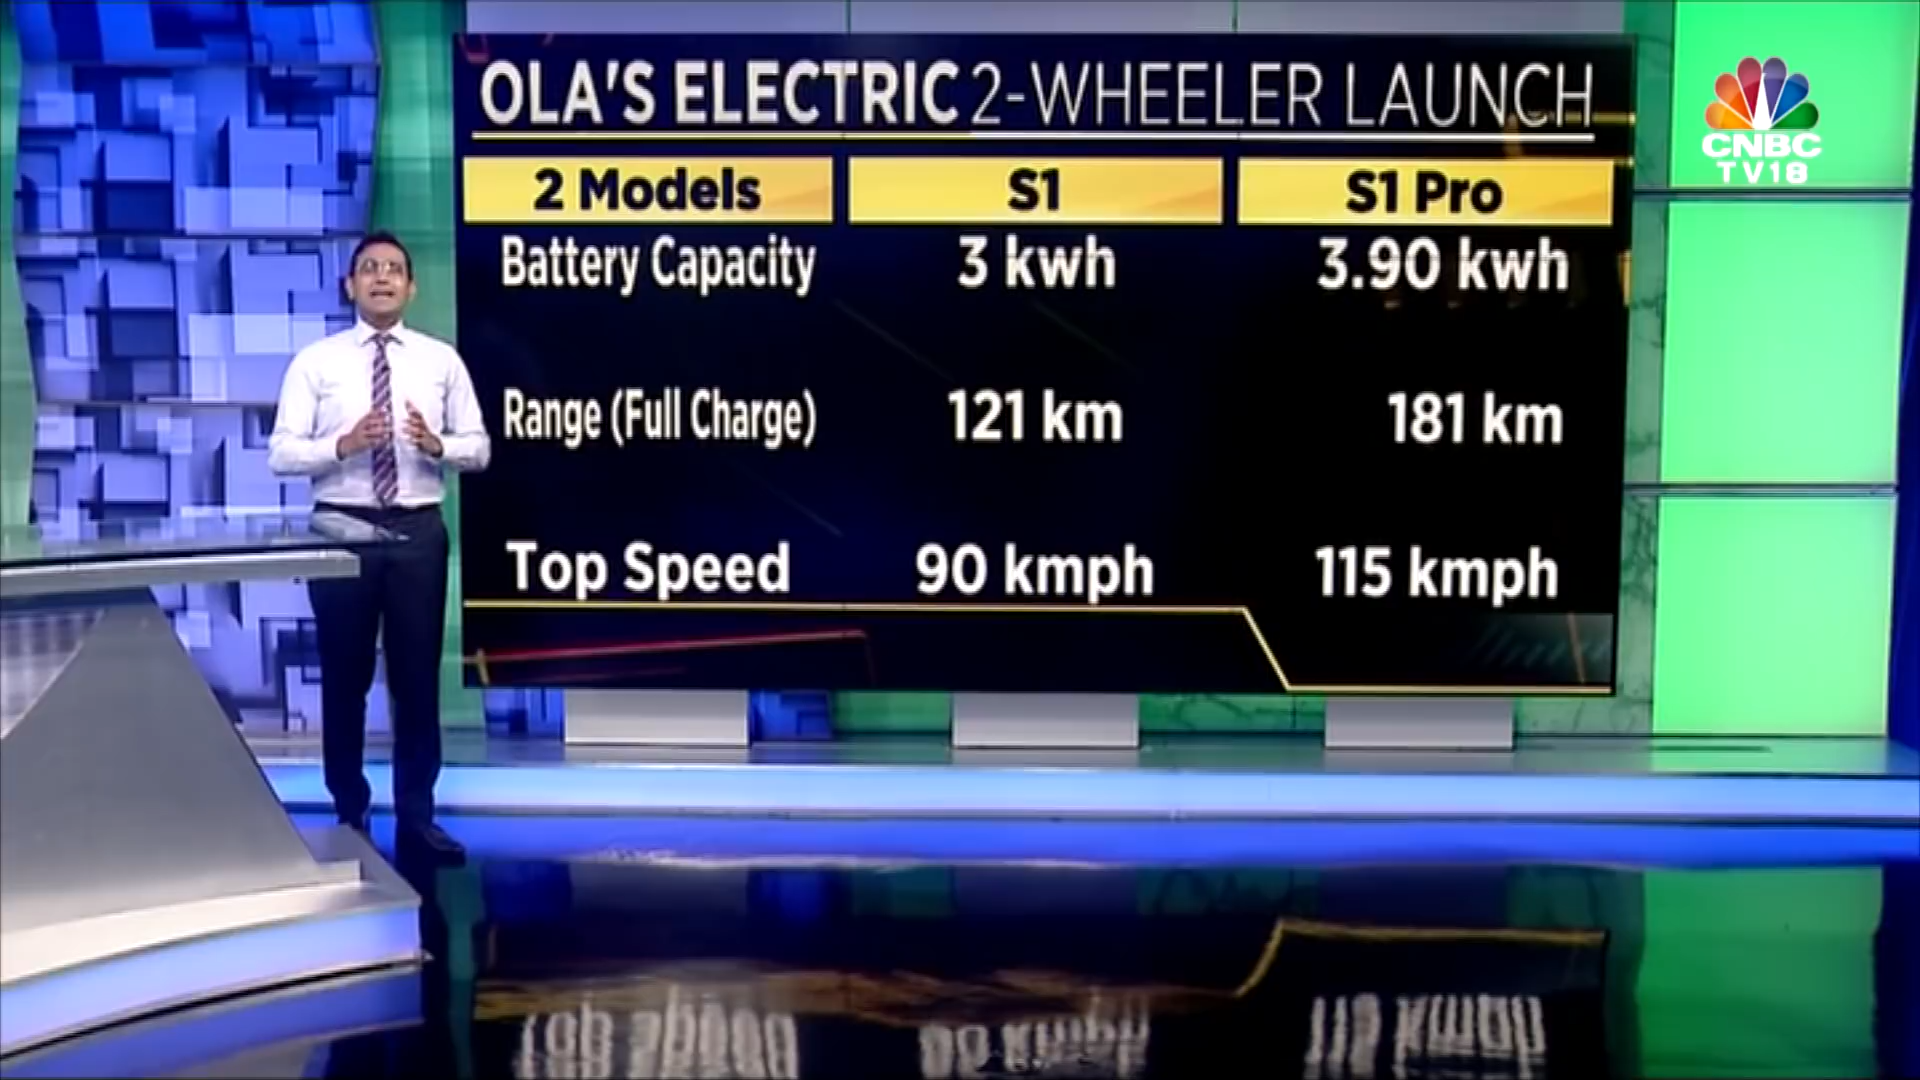 OLA'S ELECTRIC 2-WHEELER LAUNCH
2 Models S1 S1 Pro
Battery Capacity 3 kwh 3.90 kwh
Range (Full Charge) 121 km 181 km
Top Speed 90 kmph 115 kmph
CNBC
TV18